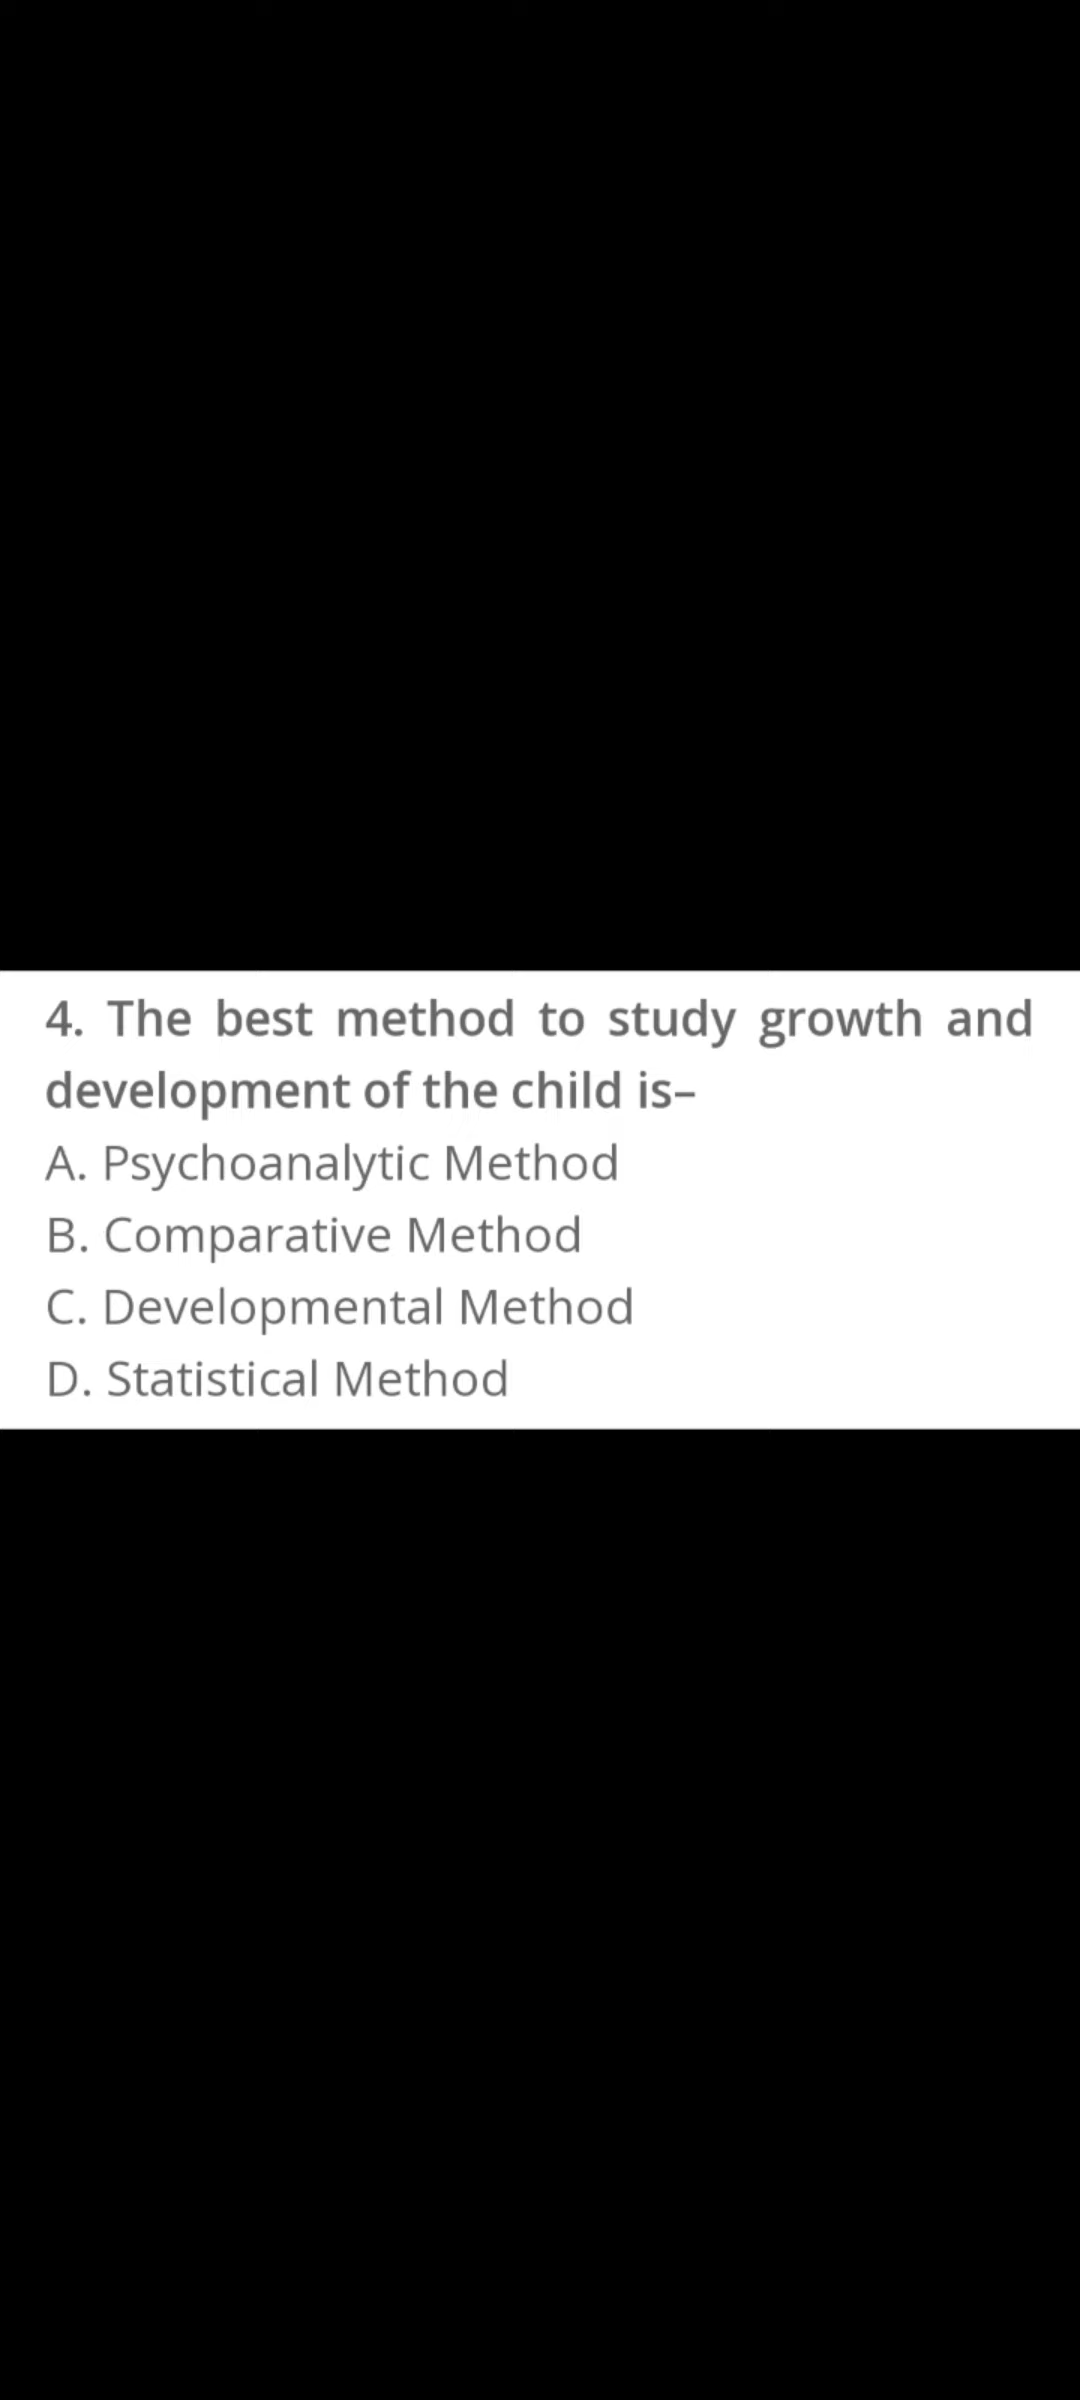 4. The best method to study growth and
development of the child is–
A. Psychoanalytic Method
B. Comparative Method
C. Developmental Method
D. Statistical Method